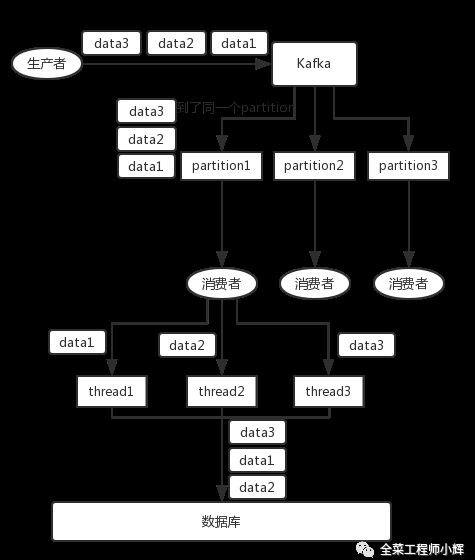 data3 data2 data1
生产者
Kafka
到了同一个partition
data3
data2
data1
partition1 partition2 partition3
消费者 消费者 消费者
data1 data2 data3
thread1 thread2 thread3
data3
data1
data2
数据库
全菜工程师小辉